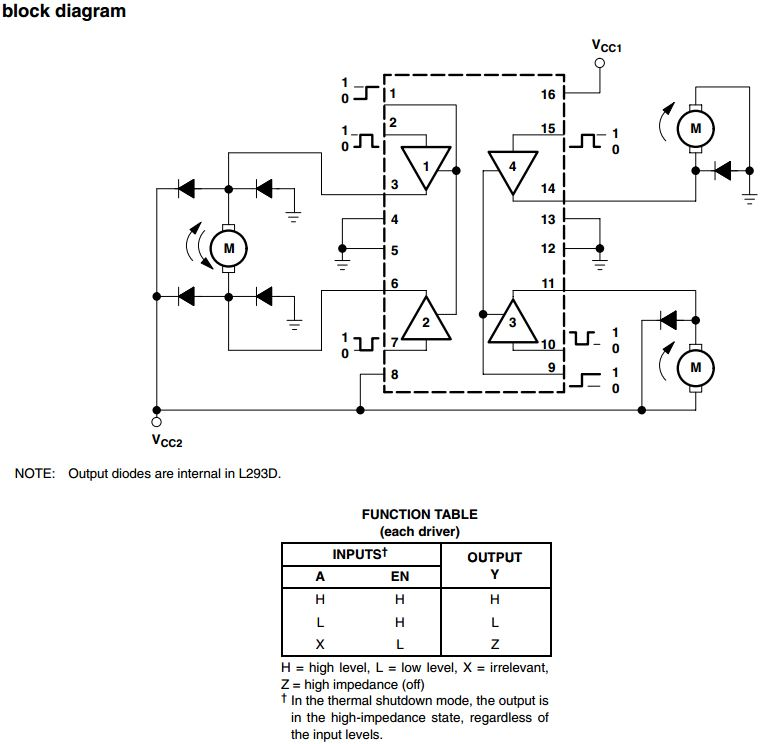 block diagram
VCC1
1
0
1
16
1
0
2
15
1
0
M
1
4
3
14
4
13
M
5
12
6
11
2
3
1
0
7
10
1
0
8
9
1
0
M
VCC2
NOTE: Output diodes are internal in L293D.
FUNCTION TABLE
(each driver)
INPUTS† OUTPUT
A EN Y
H H H
L H L
X L Z
H = high level, L = low level, X = irrelevant,
Z = high impedance (off)
† In the thermal shutdown mode, the output is
in the high-impedance state, regardless of
the input levels.